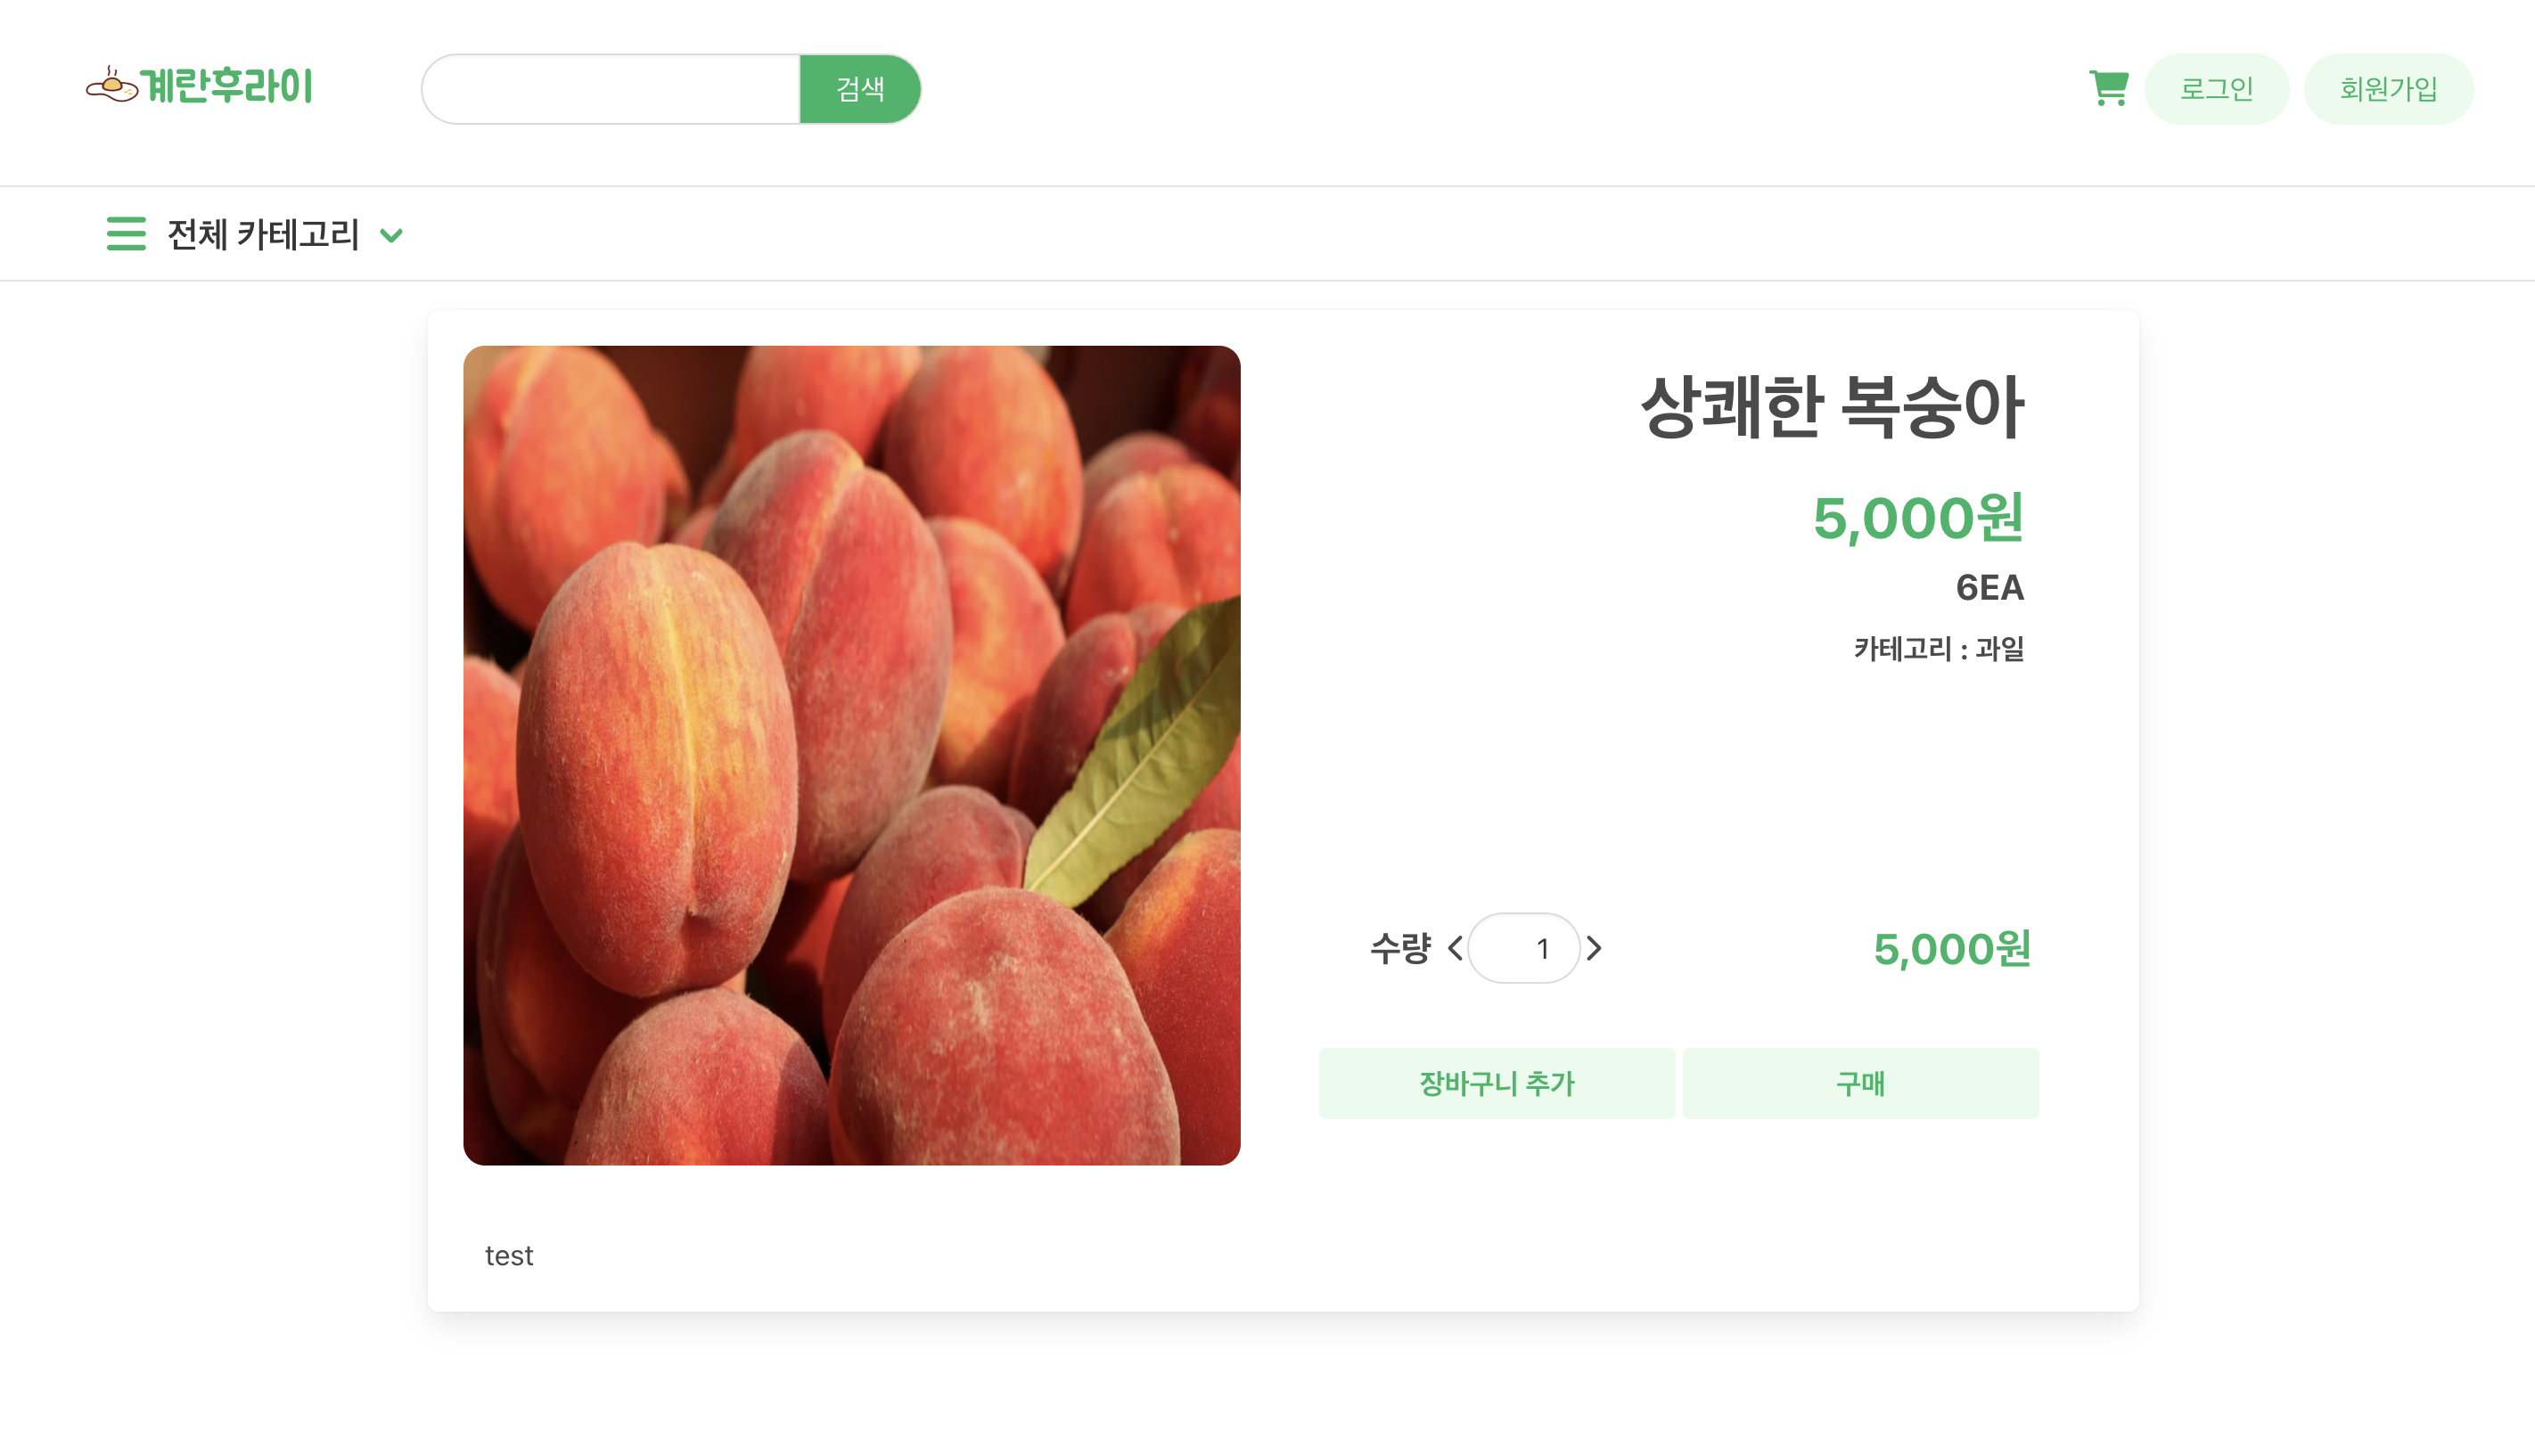 계란후라이
검색
로그인
회원가입
전체 카테고리
상쾌한 복숭아
5,000원
6EA
카테고리 : 과일
수량 1 5,000원
장바구니 추가
구매
test